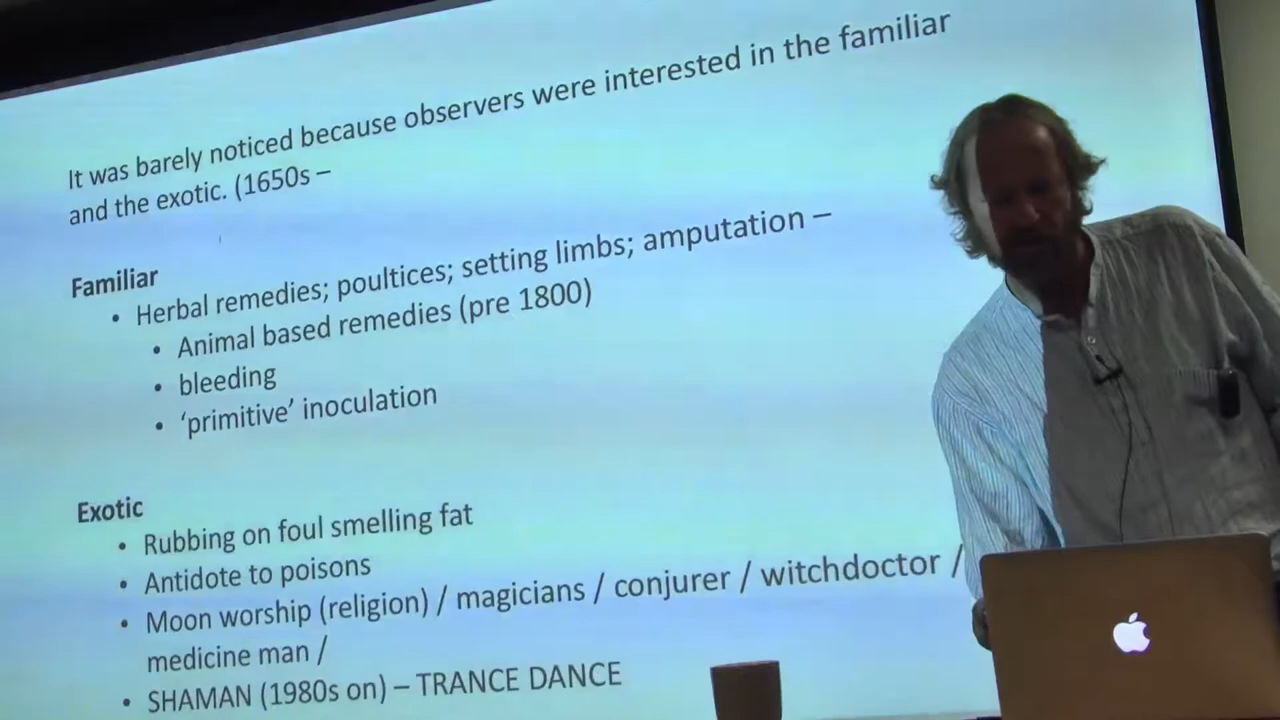 It was barely noticed because observers were interested in the familiar
and the exotic. (1650s –
Familiar
• Herbal remedies; poultices; setting limbs; amputation –
• Animal based remedies (pre 1800)
• bleeding
• ‘primitive’ inoculation
Exotic
• Rubbing on foul smelling fat
• Antidote to poisons
• Moon worship (religion) / magicians / conjurer / witchdoctor /
medicine man /
• SHAMAN (1980s on) – TRANCE DANCE